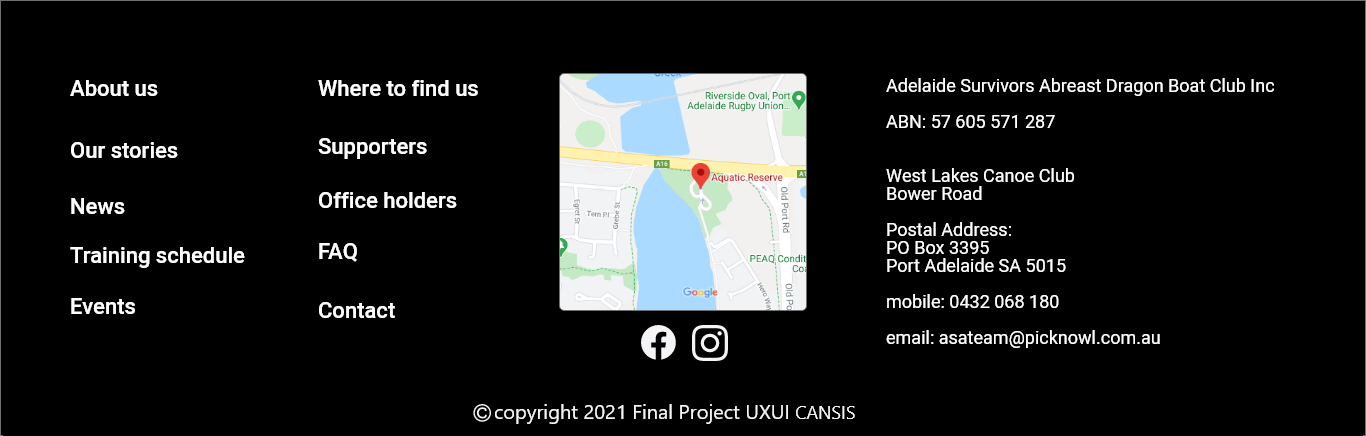 About us
Our stories
News
Training schedule
Events
Where to find us
Supporters
Office holders
FAQ
Contact
Riverside Oval, Port
Adelaide Rugby Union...
A16
Aquatic Reserve
Old Port Rd
Egret St
Tern Pl
Grebe St
PEAQ Condit
Google
Old Po
Adelaide Survivors Abreast Dragon Boat Club Inc
ABN: 57 605 571 287
West Lakes Canoe Club
Bower Road
Postal Address:
PO Box 3395
Port Adelaide SA 5015
mobile: 0432 068 180
email: asateam@picknowl.com.au
©copyright 2021 Final Project UXUI CANSIS